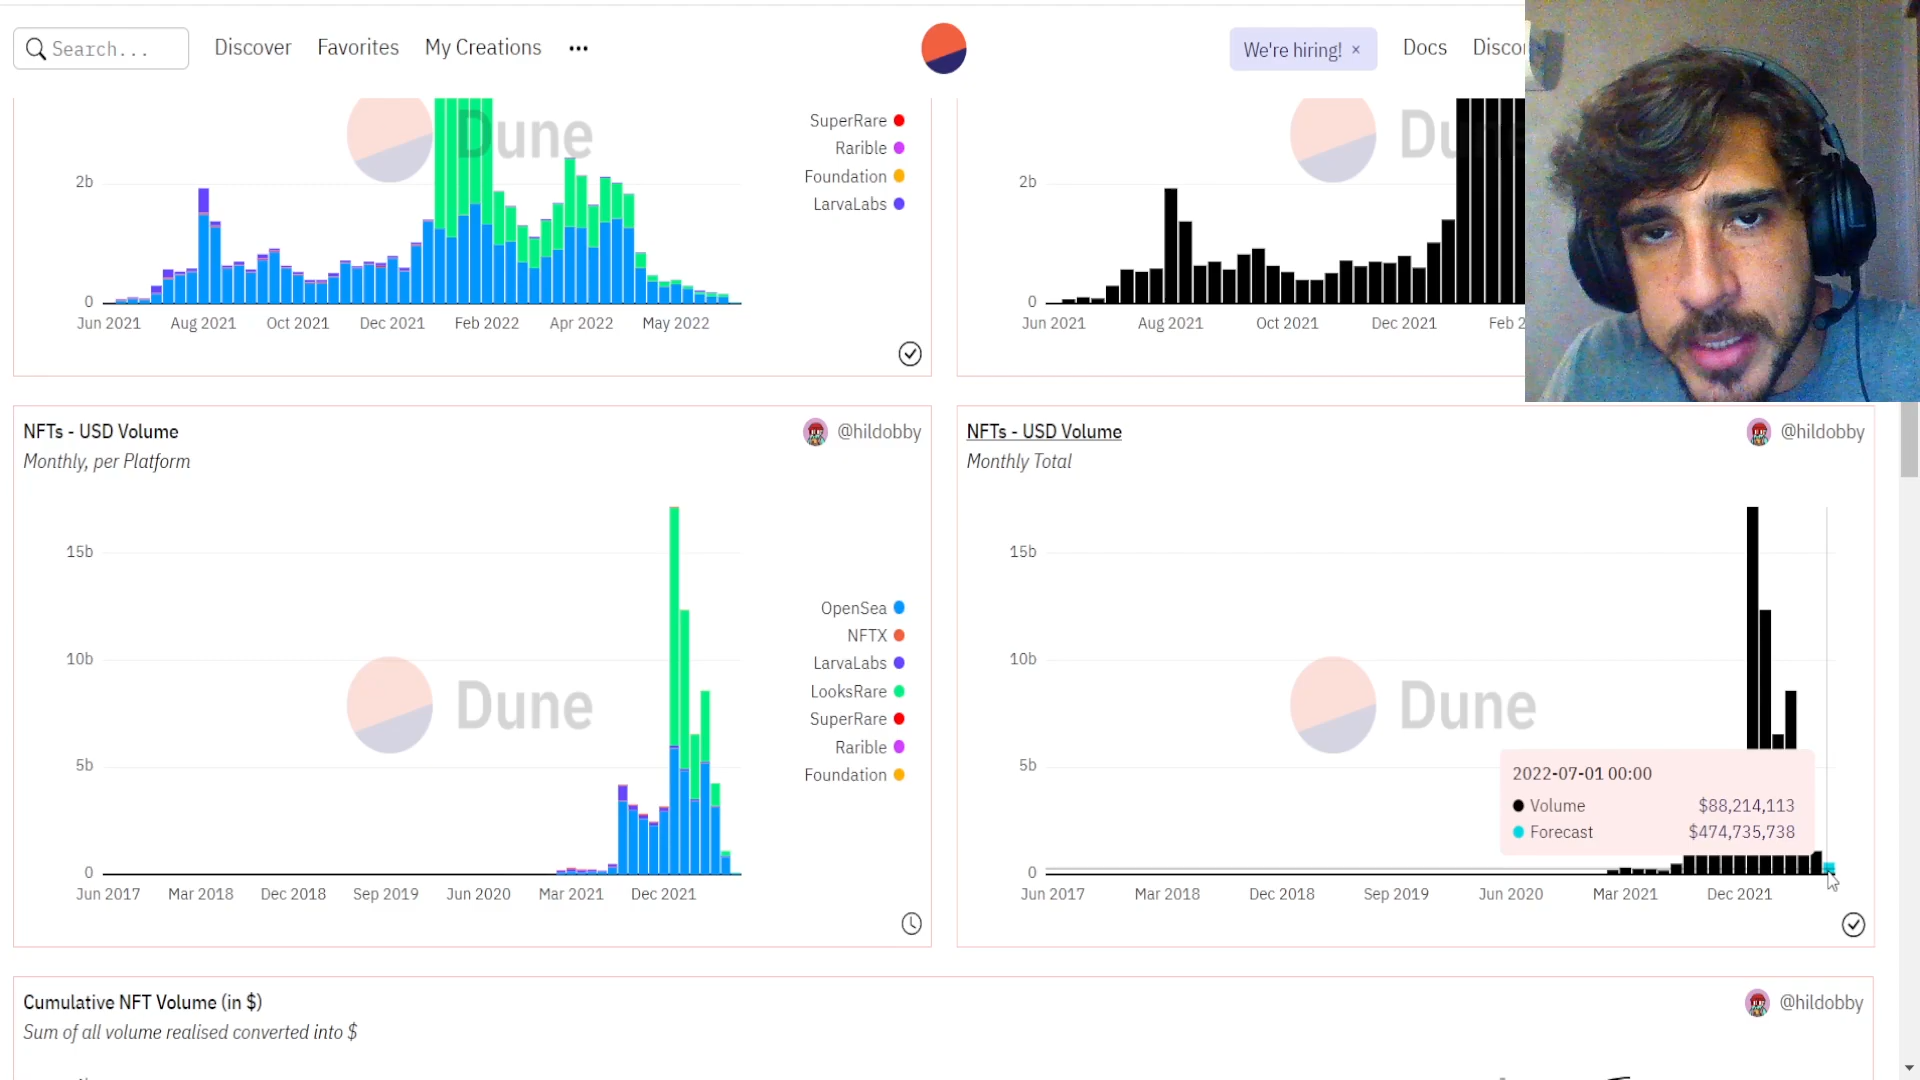 Search... Discover Favorites My Creations ••• We're hiring! × Docs
Dune
SuperRare
Rarible
Foundation
LarvaLabs
2b
0
Jun 2021 Aug 2021 Oct 2021 Dec 2021 Feb 2022 Apr 2022 May 2022
2b
0
Jun 2021 Aug 2021 Oct 2021 Dec 2021
NFTs - USD Volume
@hildobby
Monthly, per Platform
15b
10b
5b
0
Dune
OpenSea
NFTX
LarvaLabs
LooksRare
SuperRare
Rarible
Foundation
Jun 2017 Mar 2018 Dec 2018 Sep 2019 Jun 2020 Mar 2021 Dec 2021
NFTs - USD Volume
@hildobby
Monthly Total
15b
10b
5b
0
Dune
2022-07-01 00:00
Volume $88,214,113
Forecast $474,735,738
Jun 2017 Mar 2018 Dec 2018 Sep 2019 Jun 2020 Mar 2021 Dec 2021
Cumulative NFT Volume (in $)
@hildobby
Sum of all volume realised converted into $